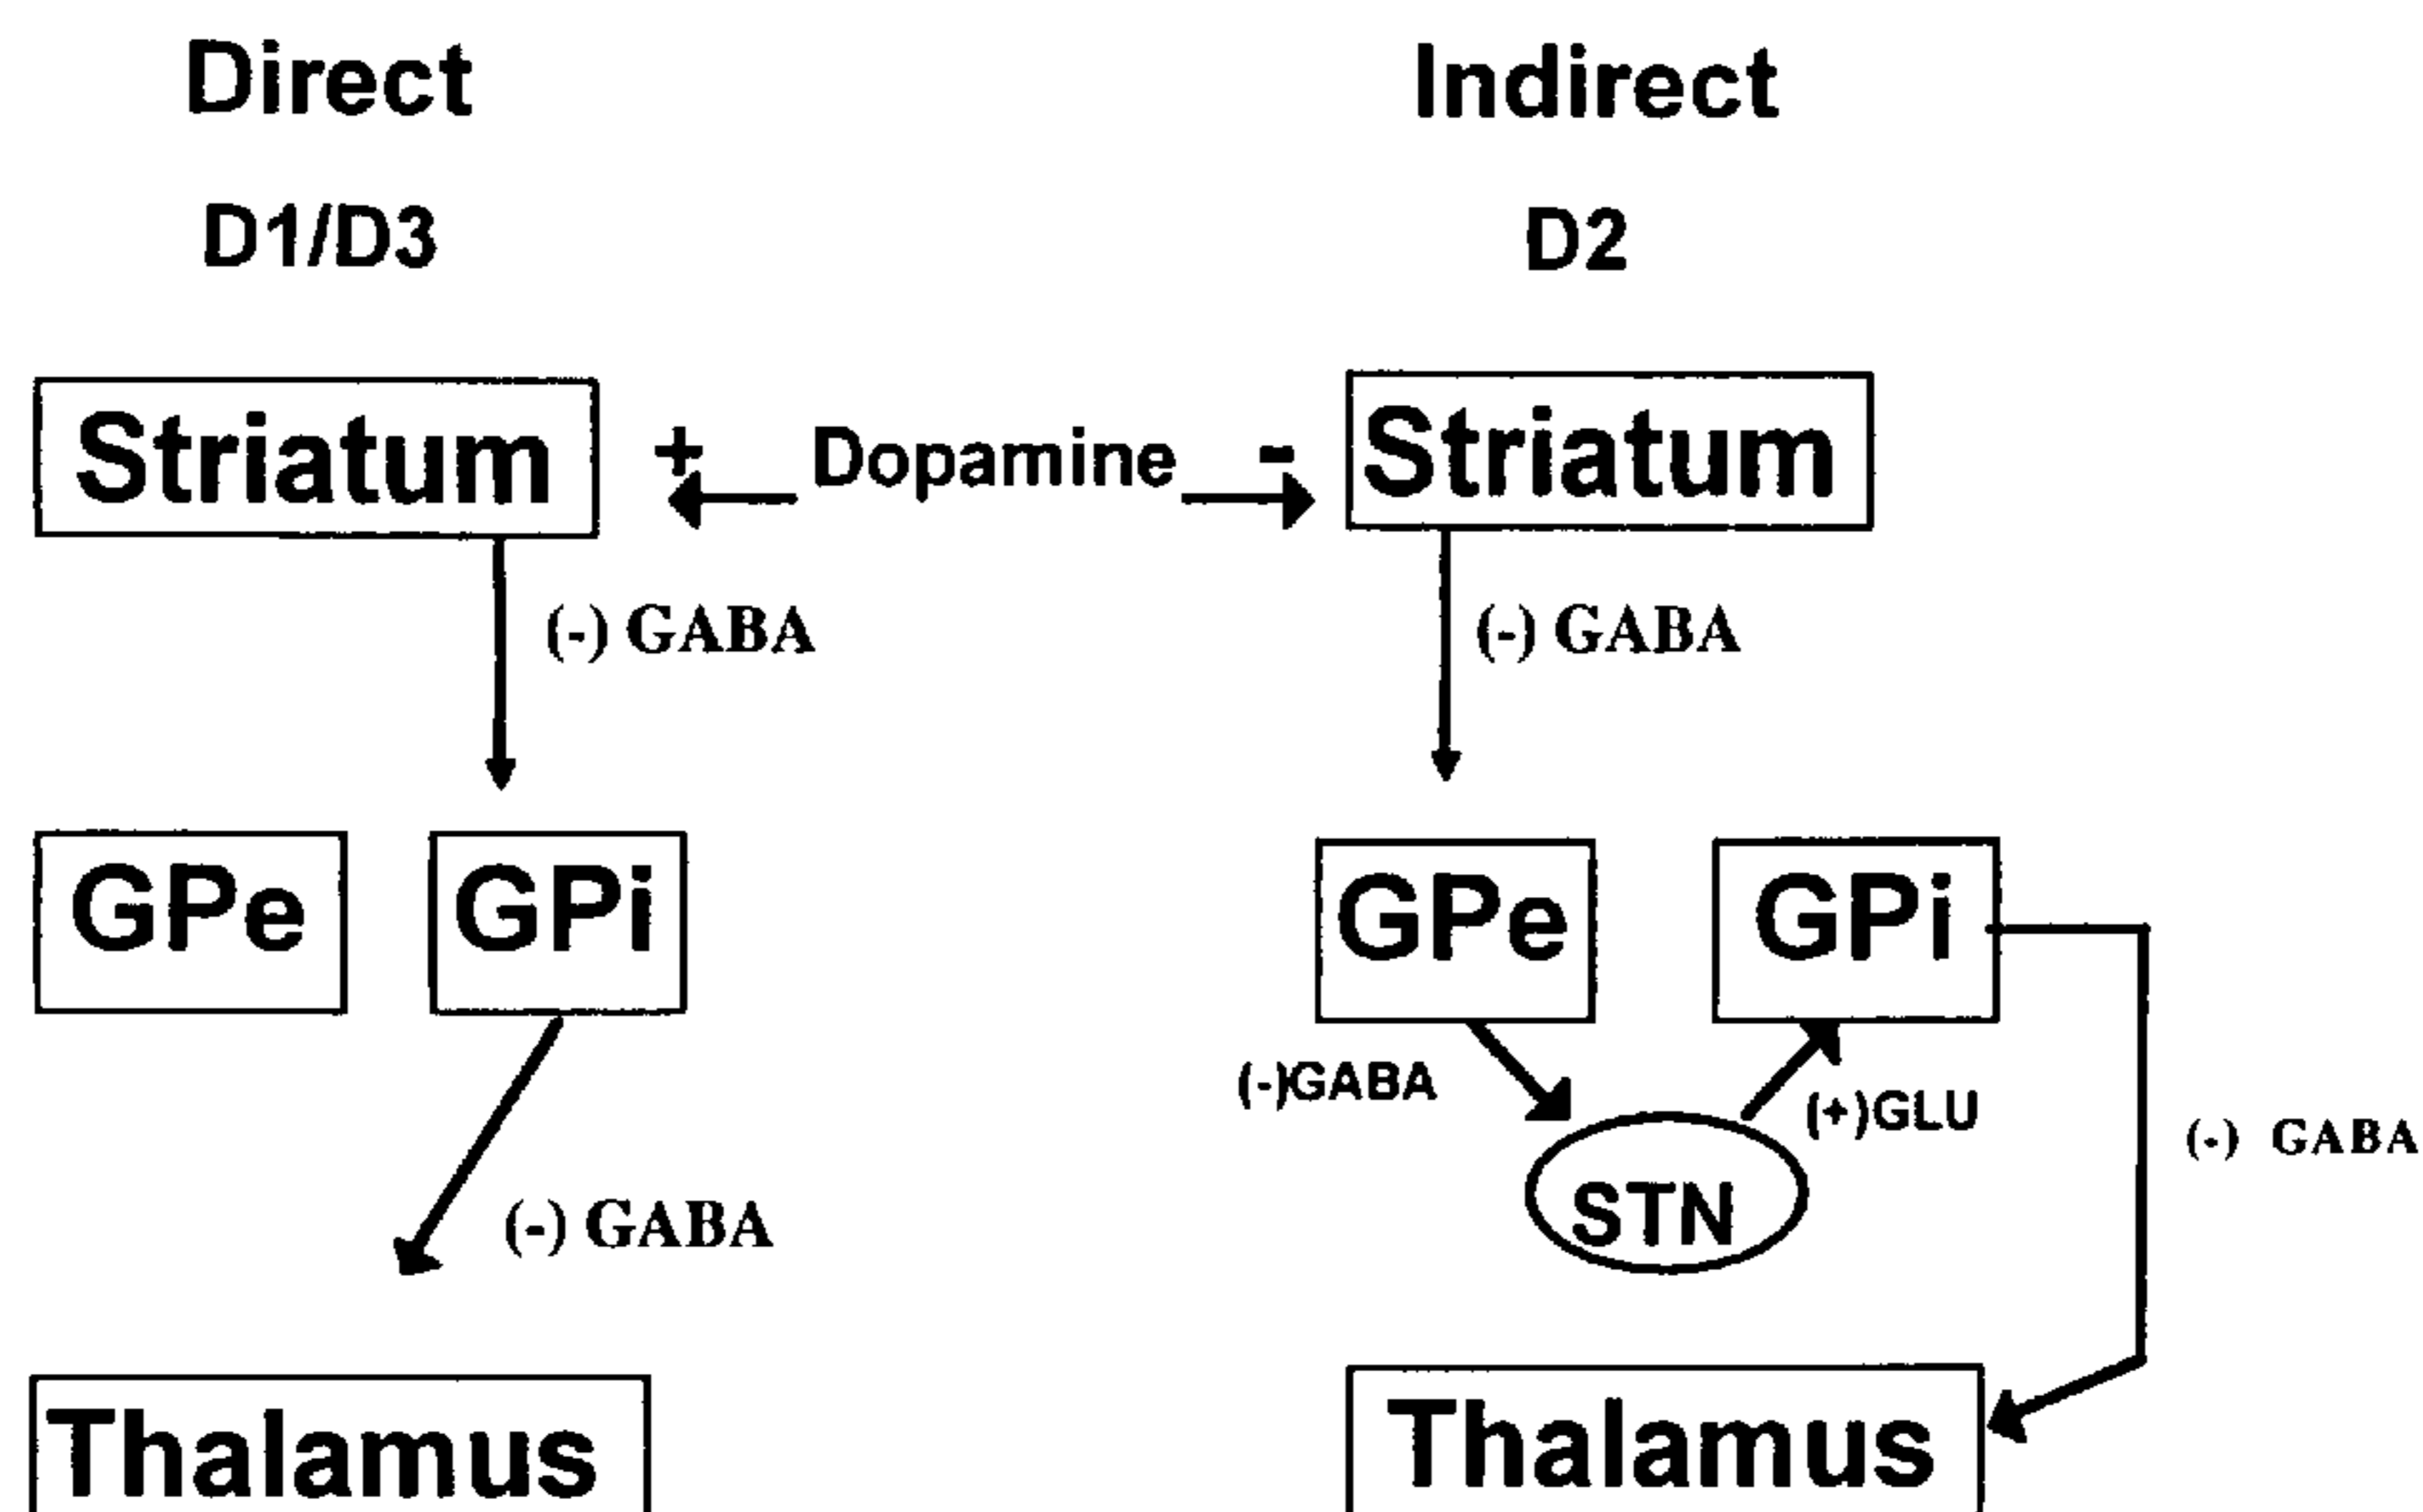 Direct Indirect
D1/D3 D2
Striatum + Dopamine - Striatum
(-) GABA (-) GABA
GPe GPi GPe GPi
(-)GABA (+)GLU (-) GABA
(-) GABA STN
Thalamus Thalamus